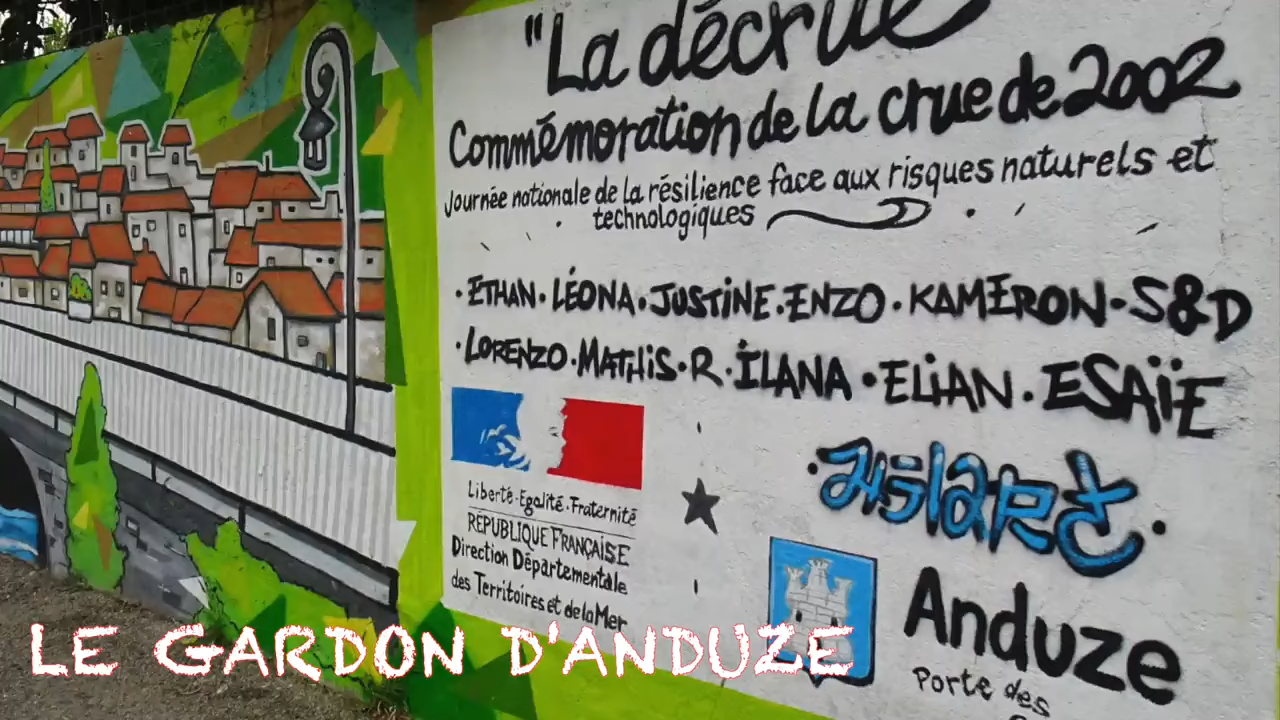 "La décrue
Commémoration de la crue de 2002
Journée nationale de la résilience face aux risques naturels et
technologiques
• ETHAN • LÉONA • JUSTINE • ENZO • KAMERON • S&D
• LORENZO • MATHIS • R • ILANA • ELIAN • ESAÏE
Liberté • Egalité • Fraternité
RÉPUBLIQUE FRANÇAISE
Direction Départementale
des Territoires et de la Mer
Anduze
Porte des
LE GARDON D'ANDUZE